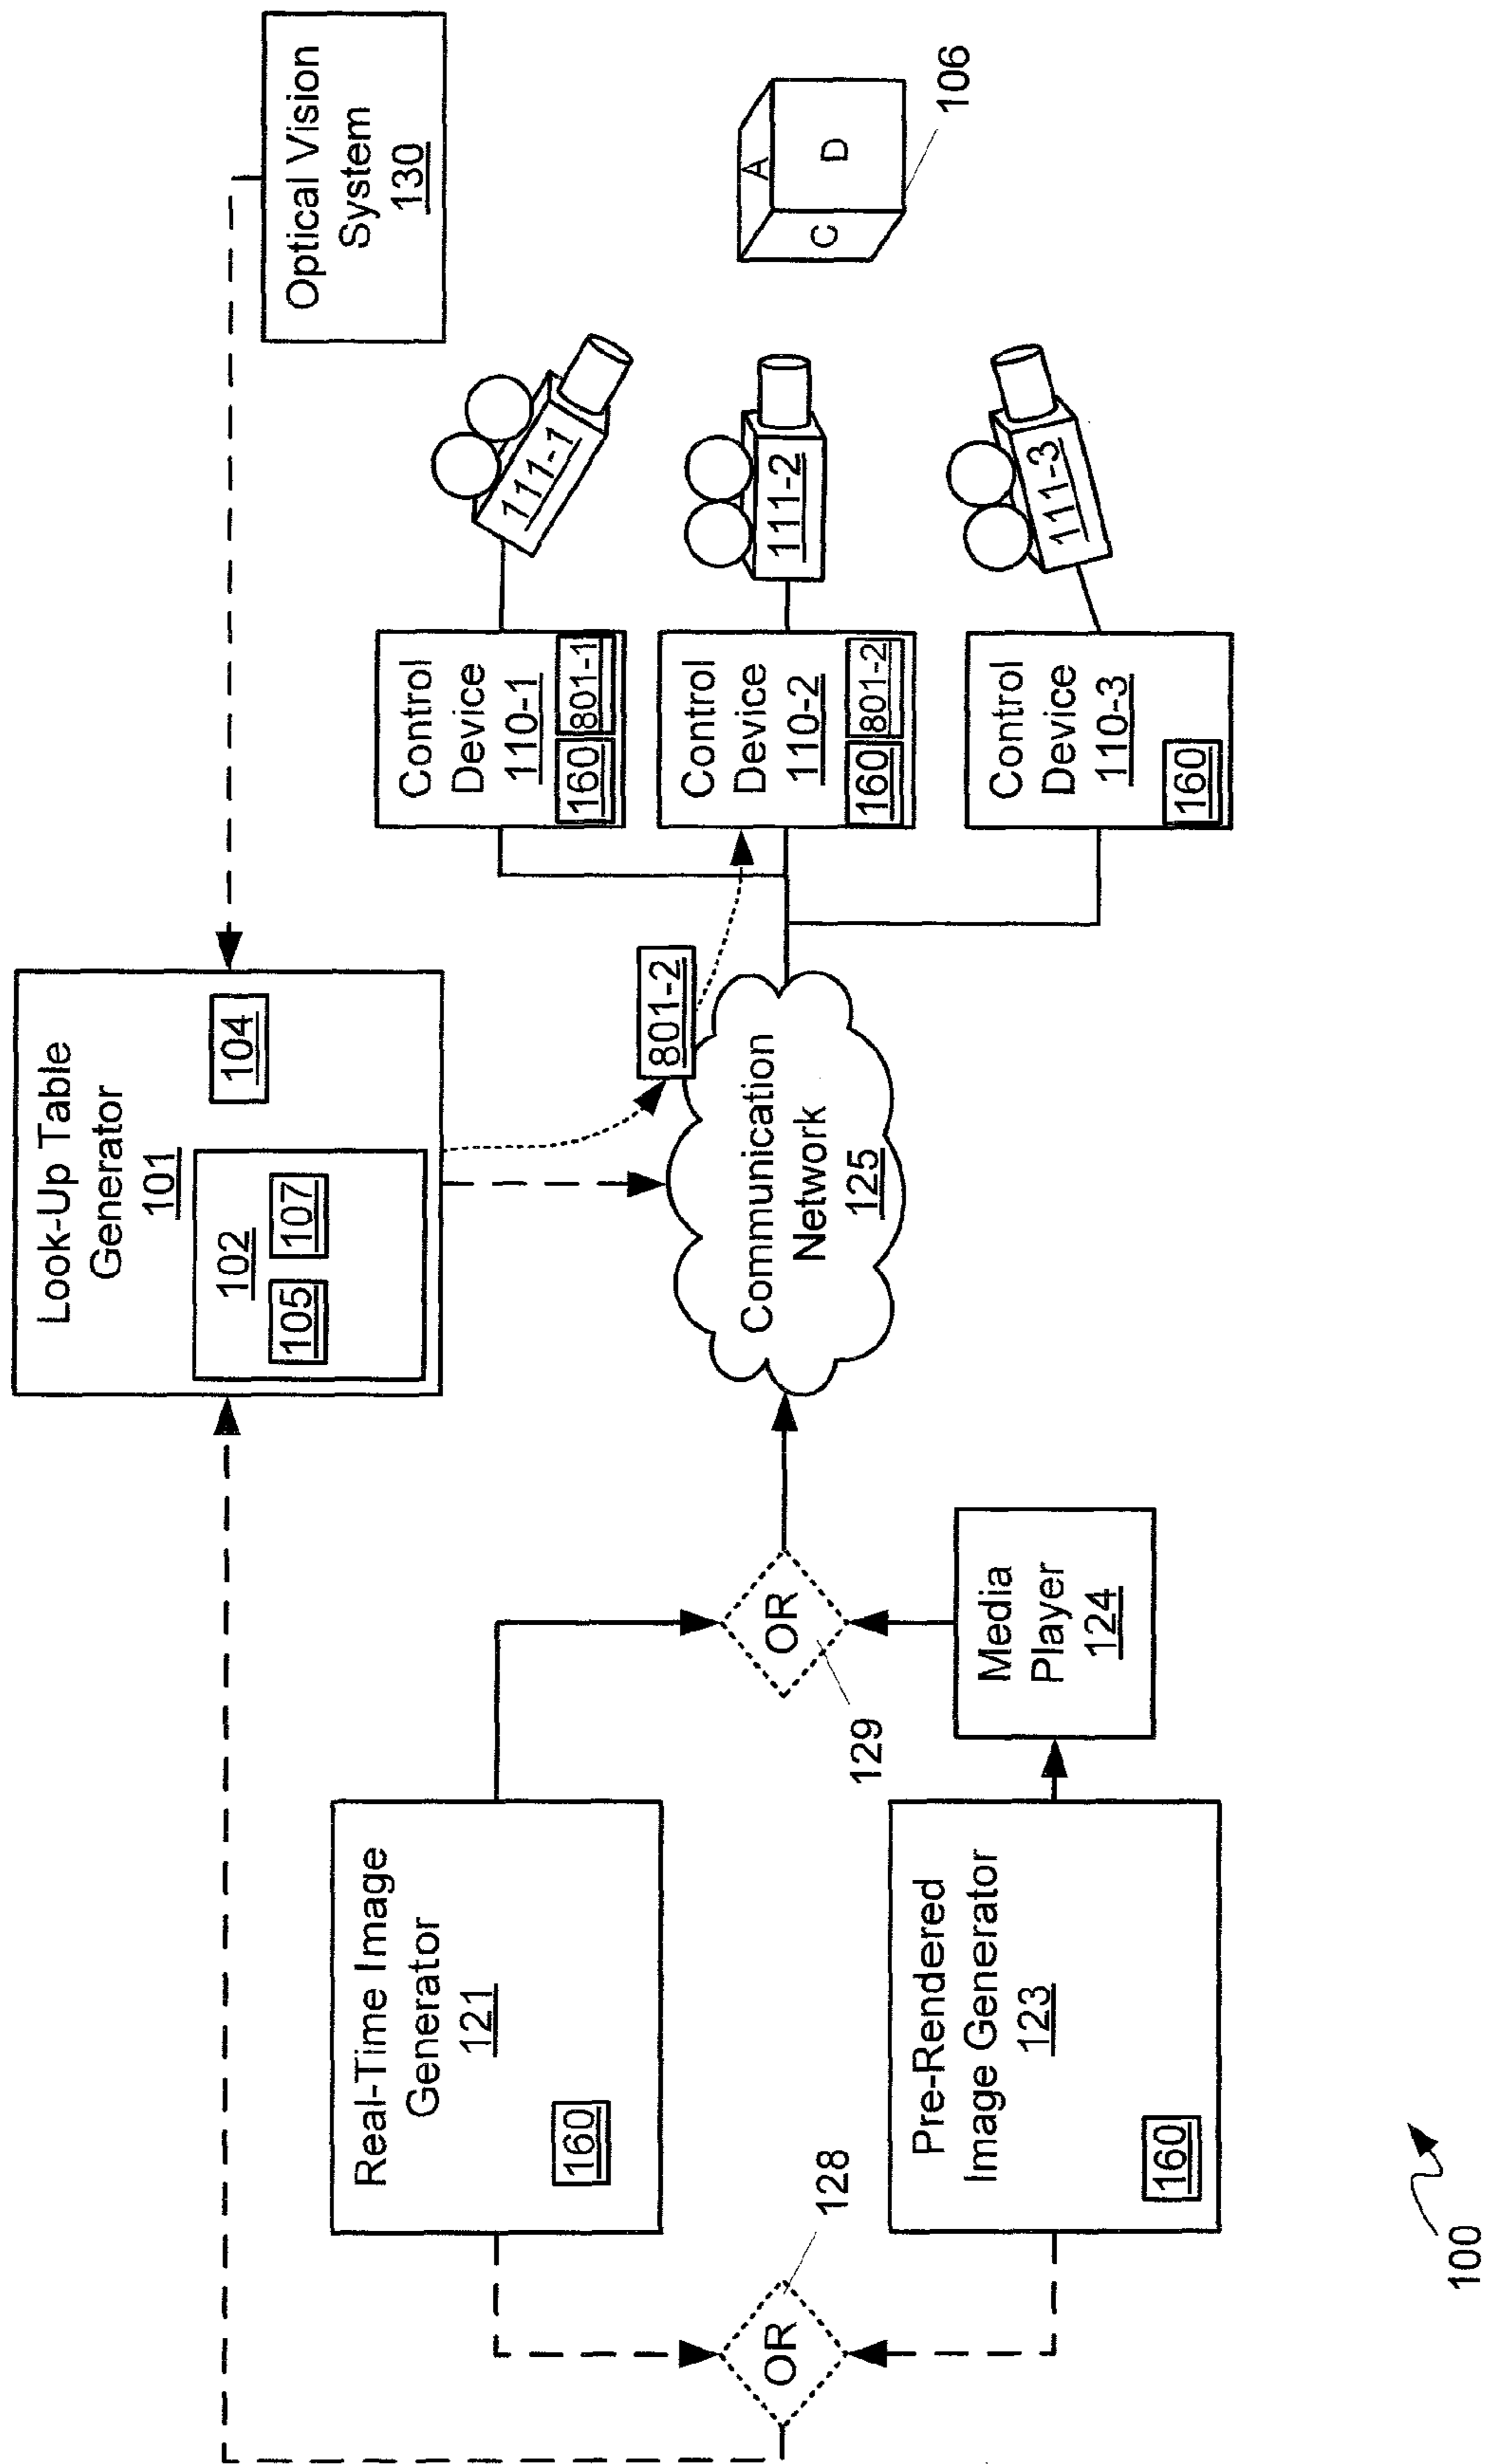 Look-Up Table
Generator
101
102
105
107
104
Optical Vision
System
130
Real-Time Image
Generator
121
160
OR
128
Pre-Rendered
Image Generator
123
160
OR
129
Media
Player
124
Communication
Network
125
801-2
Control
Device
110-1
160
801-1
Control
Device
110-2
160
801-2
Control
Device
110-3
160
111-1
111-2
111-3
A
C
D
106
100